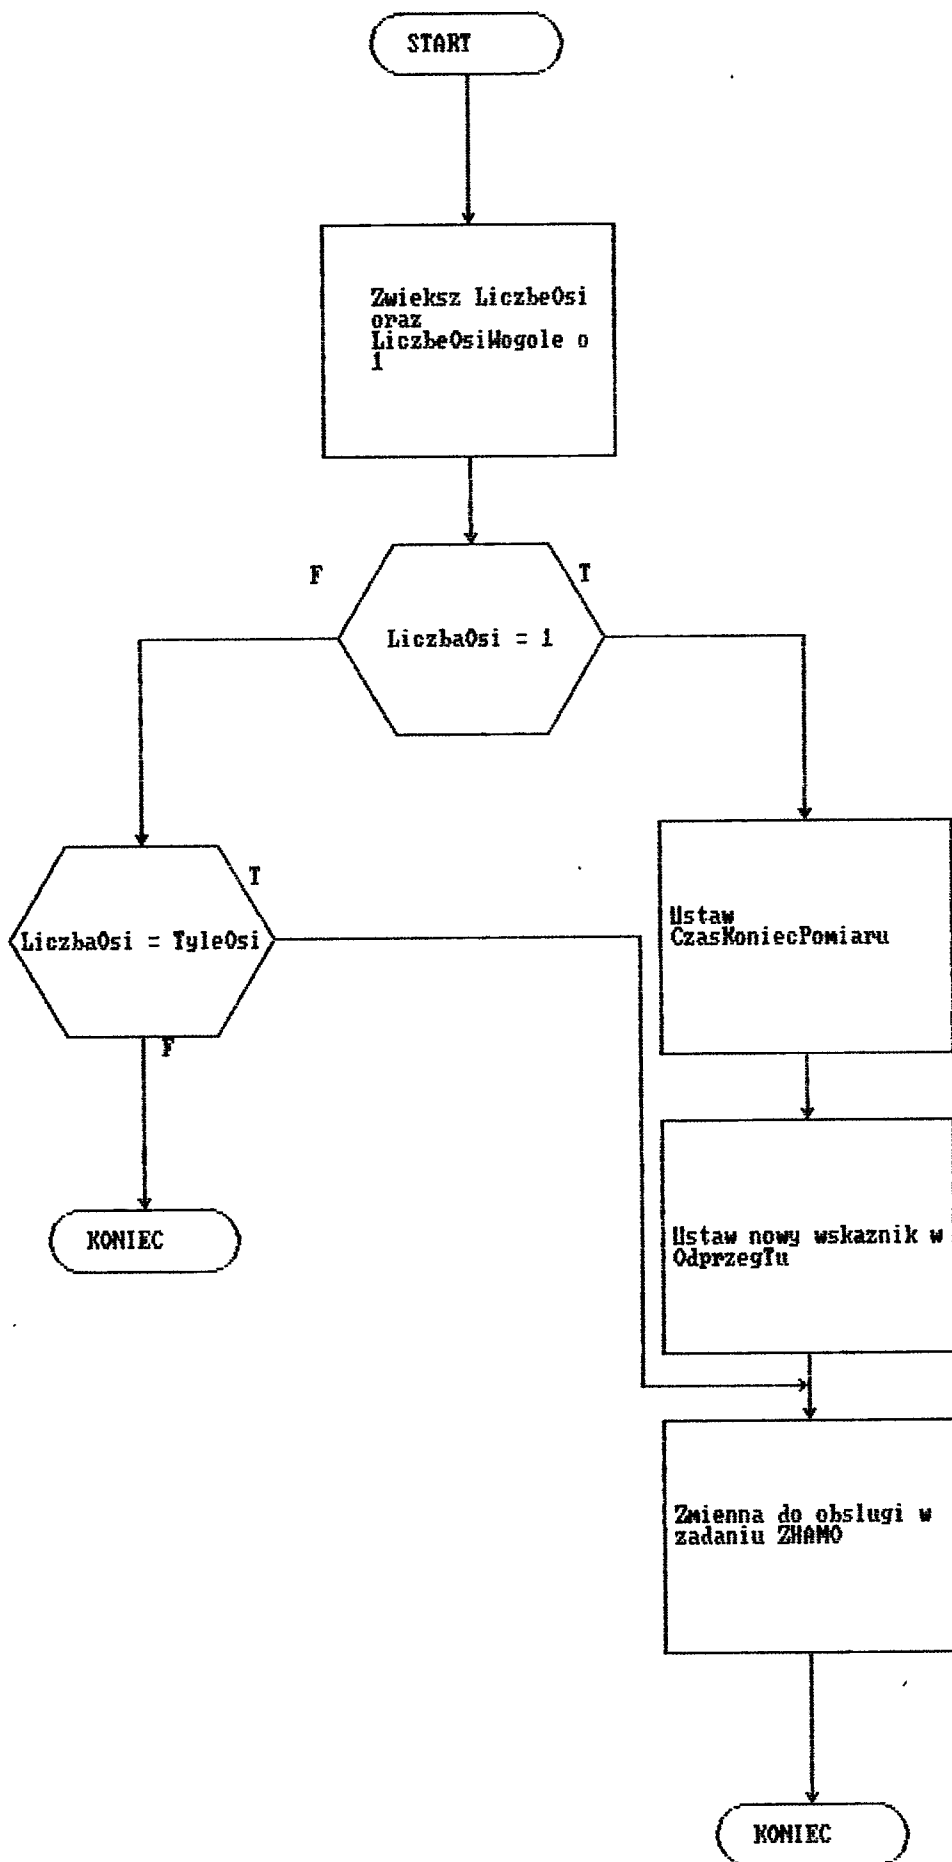 START
Zwieksz LiczbeOsi
oraz
LiczbeOsiWogole o
1
F
T
LiczbaOsi = 1
T
LiczbaOsi = TyleOsi
F
KONIEC
Ustaw
CzasKoniecPomiaru
Ustaw nowy wskaznik w
OdprzegTu
Zmienna do obslugi w
zadaniu ZHAMO
KONIEC